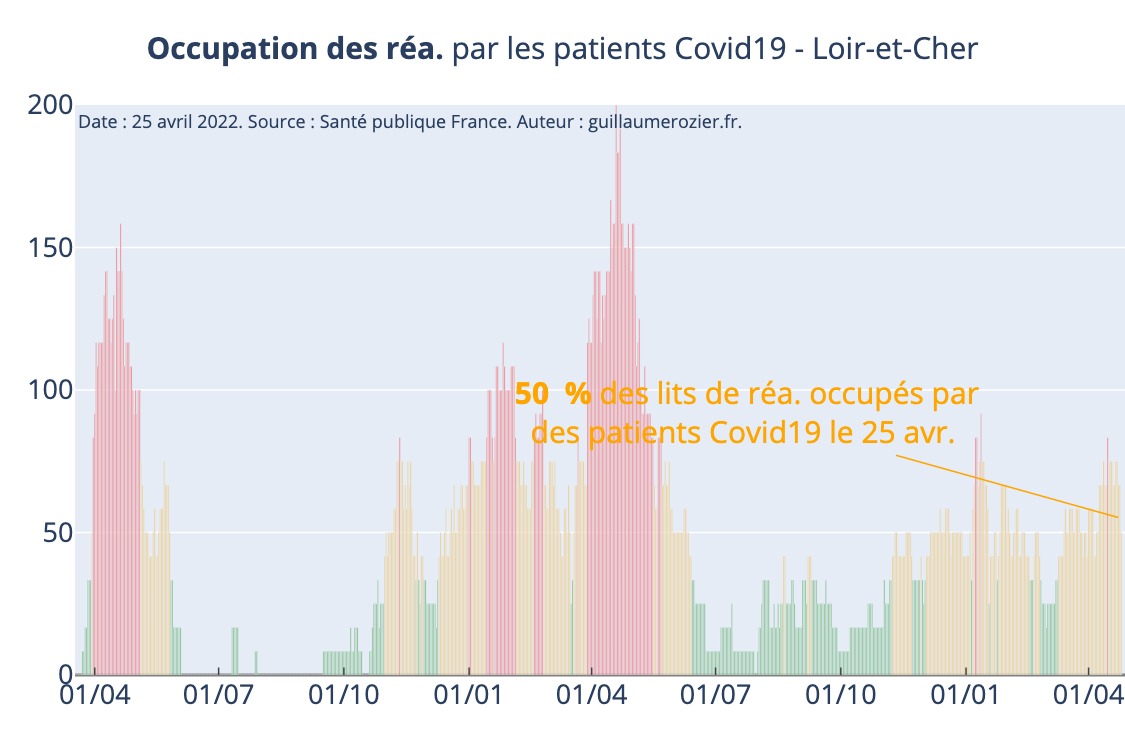 Occupation des réa. par les patients Covid19 - Loir-et-Cher
200
Date : 25 avril 2022. Source : Santé publique France. Auteur : guillaumerozier.fr.
150
100
50  % des lits de réa. occupés par
des patients Covid19 le 25 avr.
50
0
01/04 01/07 01/10 01/01 01/04 01/07 01/10 01/01 01/04